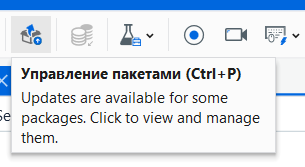 Управление пакетами (Ctrl+P)
Updates are available for some
packages. Click to view and manage
them.